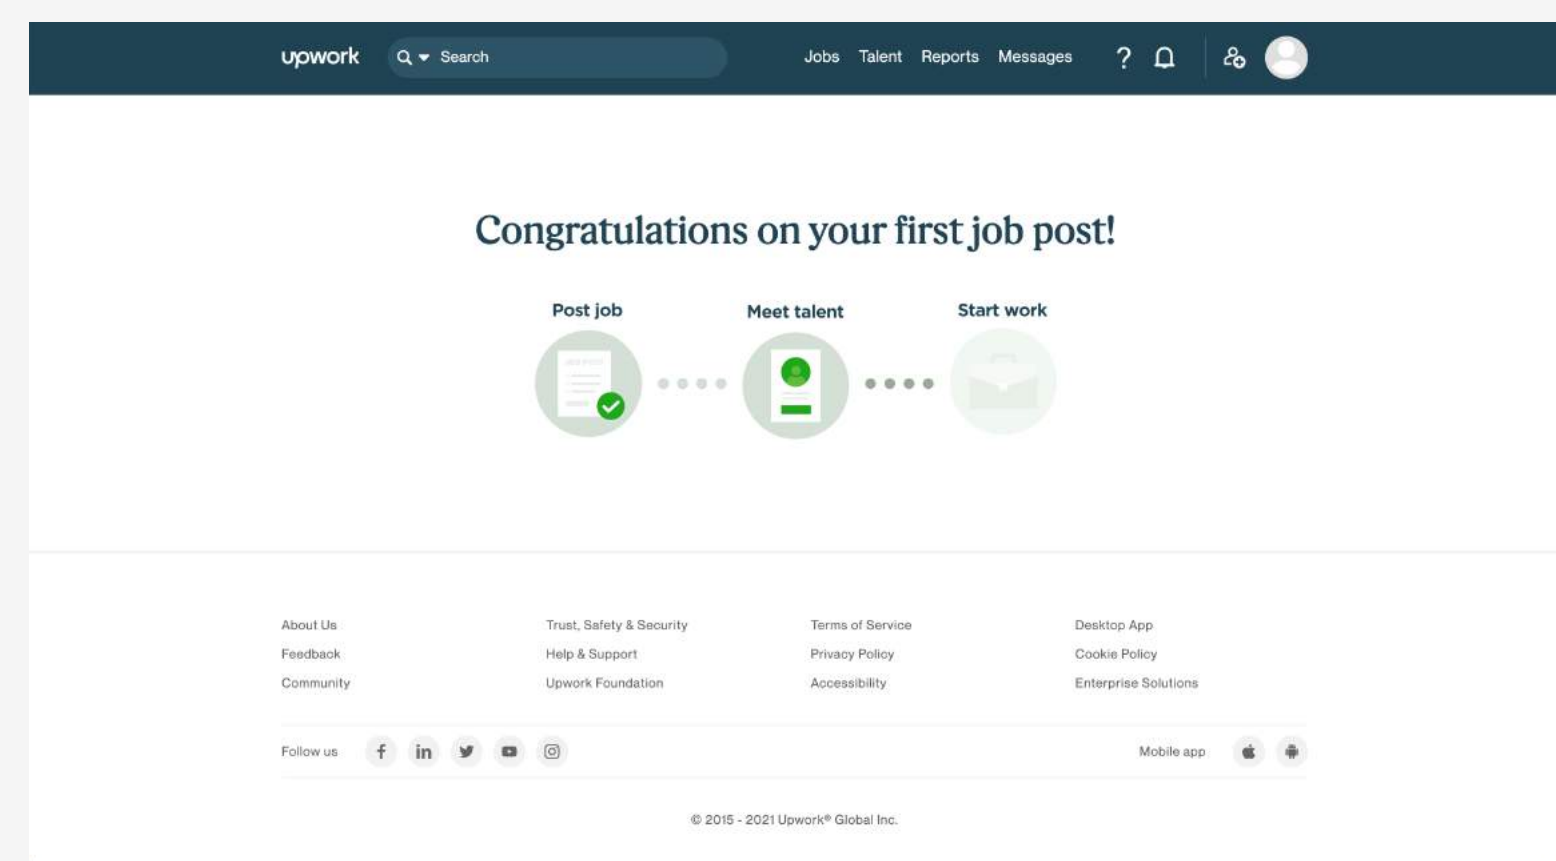 upwork Search Jobs Talent Reports Messages ?
Congratulations on your first job post!
Post job Meet talent Start work
About Us Trust, Safety & Security Terms of Service Desktop App
Feedback Help & Support Privacy Policy Cookie Policy
Community Upwork Foundation Accessibility Enterprise Solutions
Follow us Mobile app
© 2015 - 2021 Upwork® Global Inc.